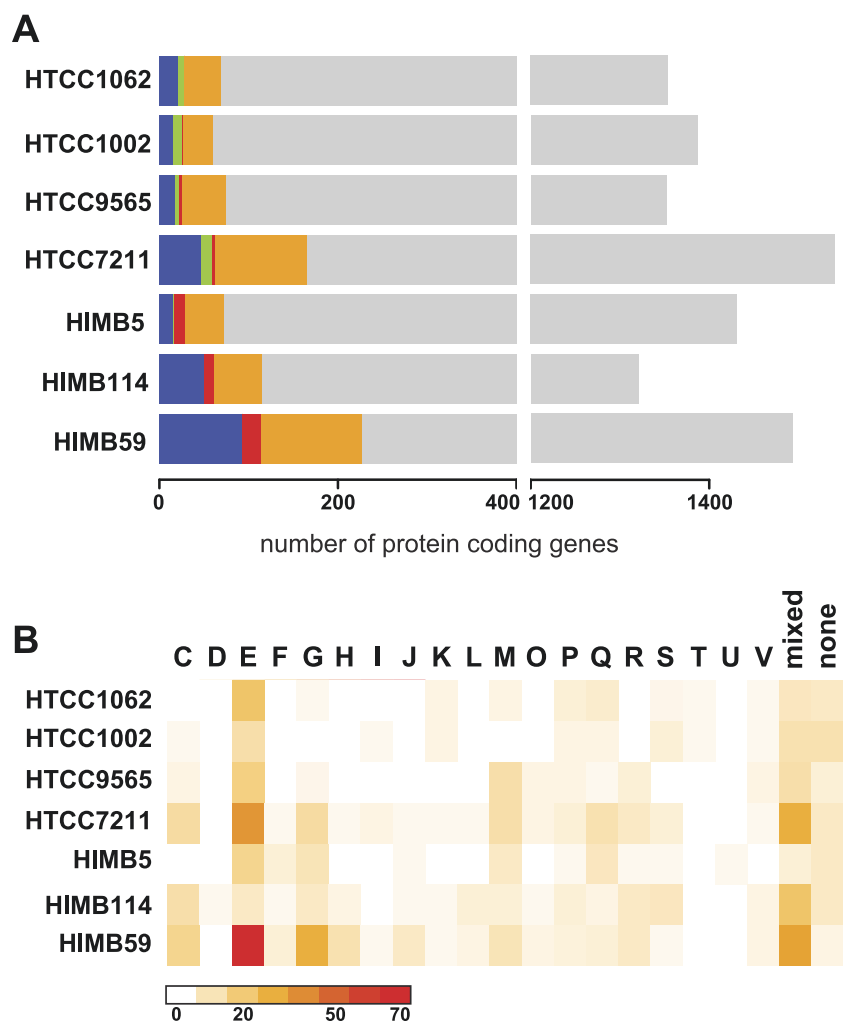 A
HTCC1062
HTCC1002
HTCC9565
HTCC7211
HIMB5
HIMB114
HIMB59
0 200 400 1200 1400
number of protein coding genes
B
C D E F G H I J K L M O P Q R S T U V mixed none
HTCC1062
HTCC1002
HTCC9565
HTCC7211
HIMB5
HIMB114
HIMB59
0 20 50 70